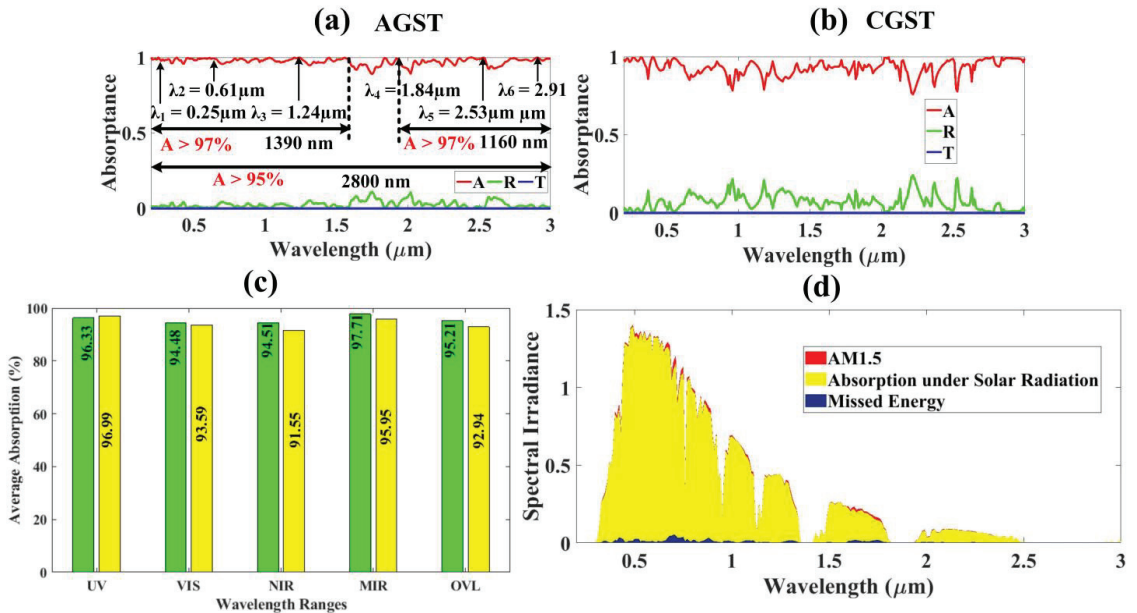 (a) AGST
Absorptance
1
0.5
0
λ2 = 0.61μm
λ4 = 1.84μm
λ6 = 2.91
λ1 = 0.25μm λ3 = 1.24μm
λ5 = 2.53μm μm
A > 97%
1390 nm
A > 97% 1160 nm
A > 95%
2800 nm
A R T
0.5 1 1.5 2 2.5 3
Wavelength (μm)
(b) CGST
Absorptance
1
0.5
0
A
R
T
0.5 1 1.5 2 2.5 3
Wavelength (μm)
(c)
Average Absorptiion (%)
100
80
60
40
20
0
96.33
96.99
94.48
93.59
94.51
91.55
97.71
95.95
95.21
92.94
UV VIS NIR MIR OVL
Wavelength Ranges
(d)
Spectral Irradiance
1.5
1
0.5
0
AM1.5
Absorption under Solar Radiation
Missed Energy
0.5 1 1.5 2 2.5 3
Wavelength (μm)